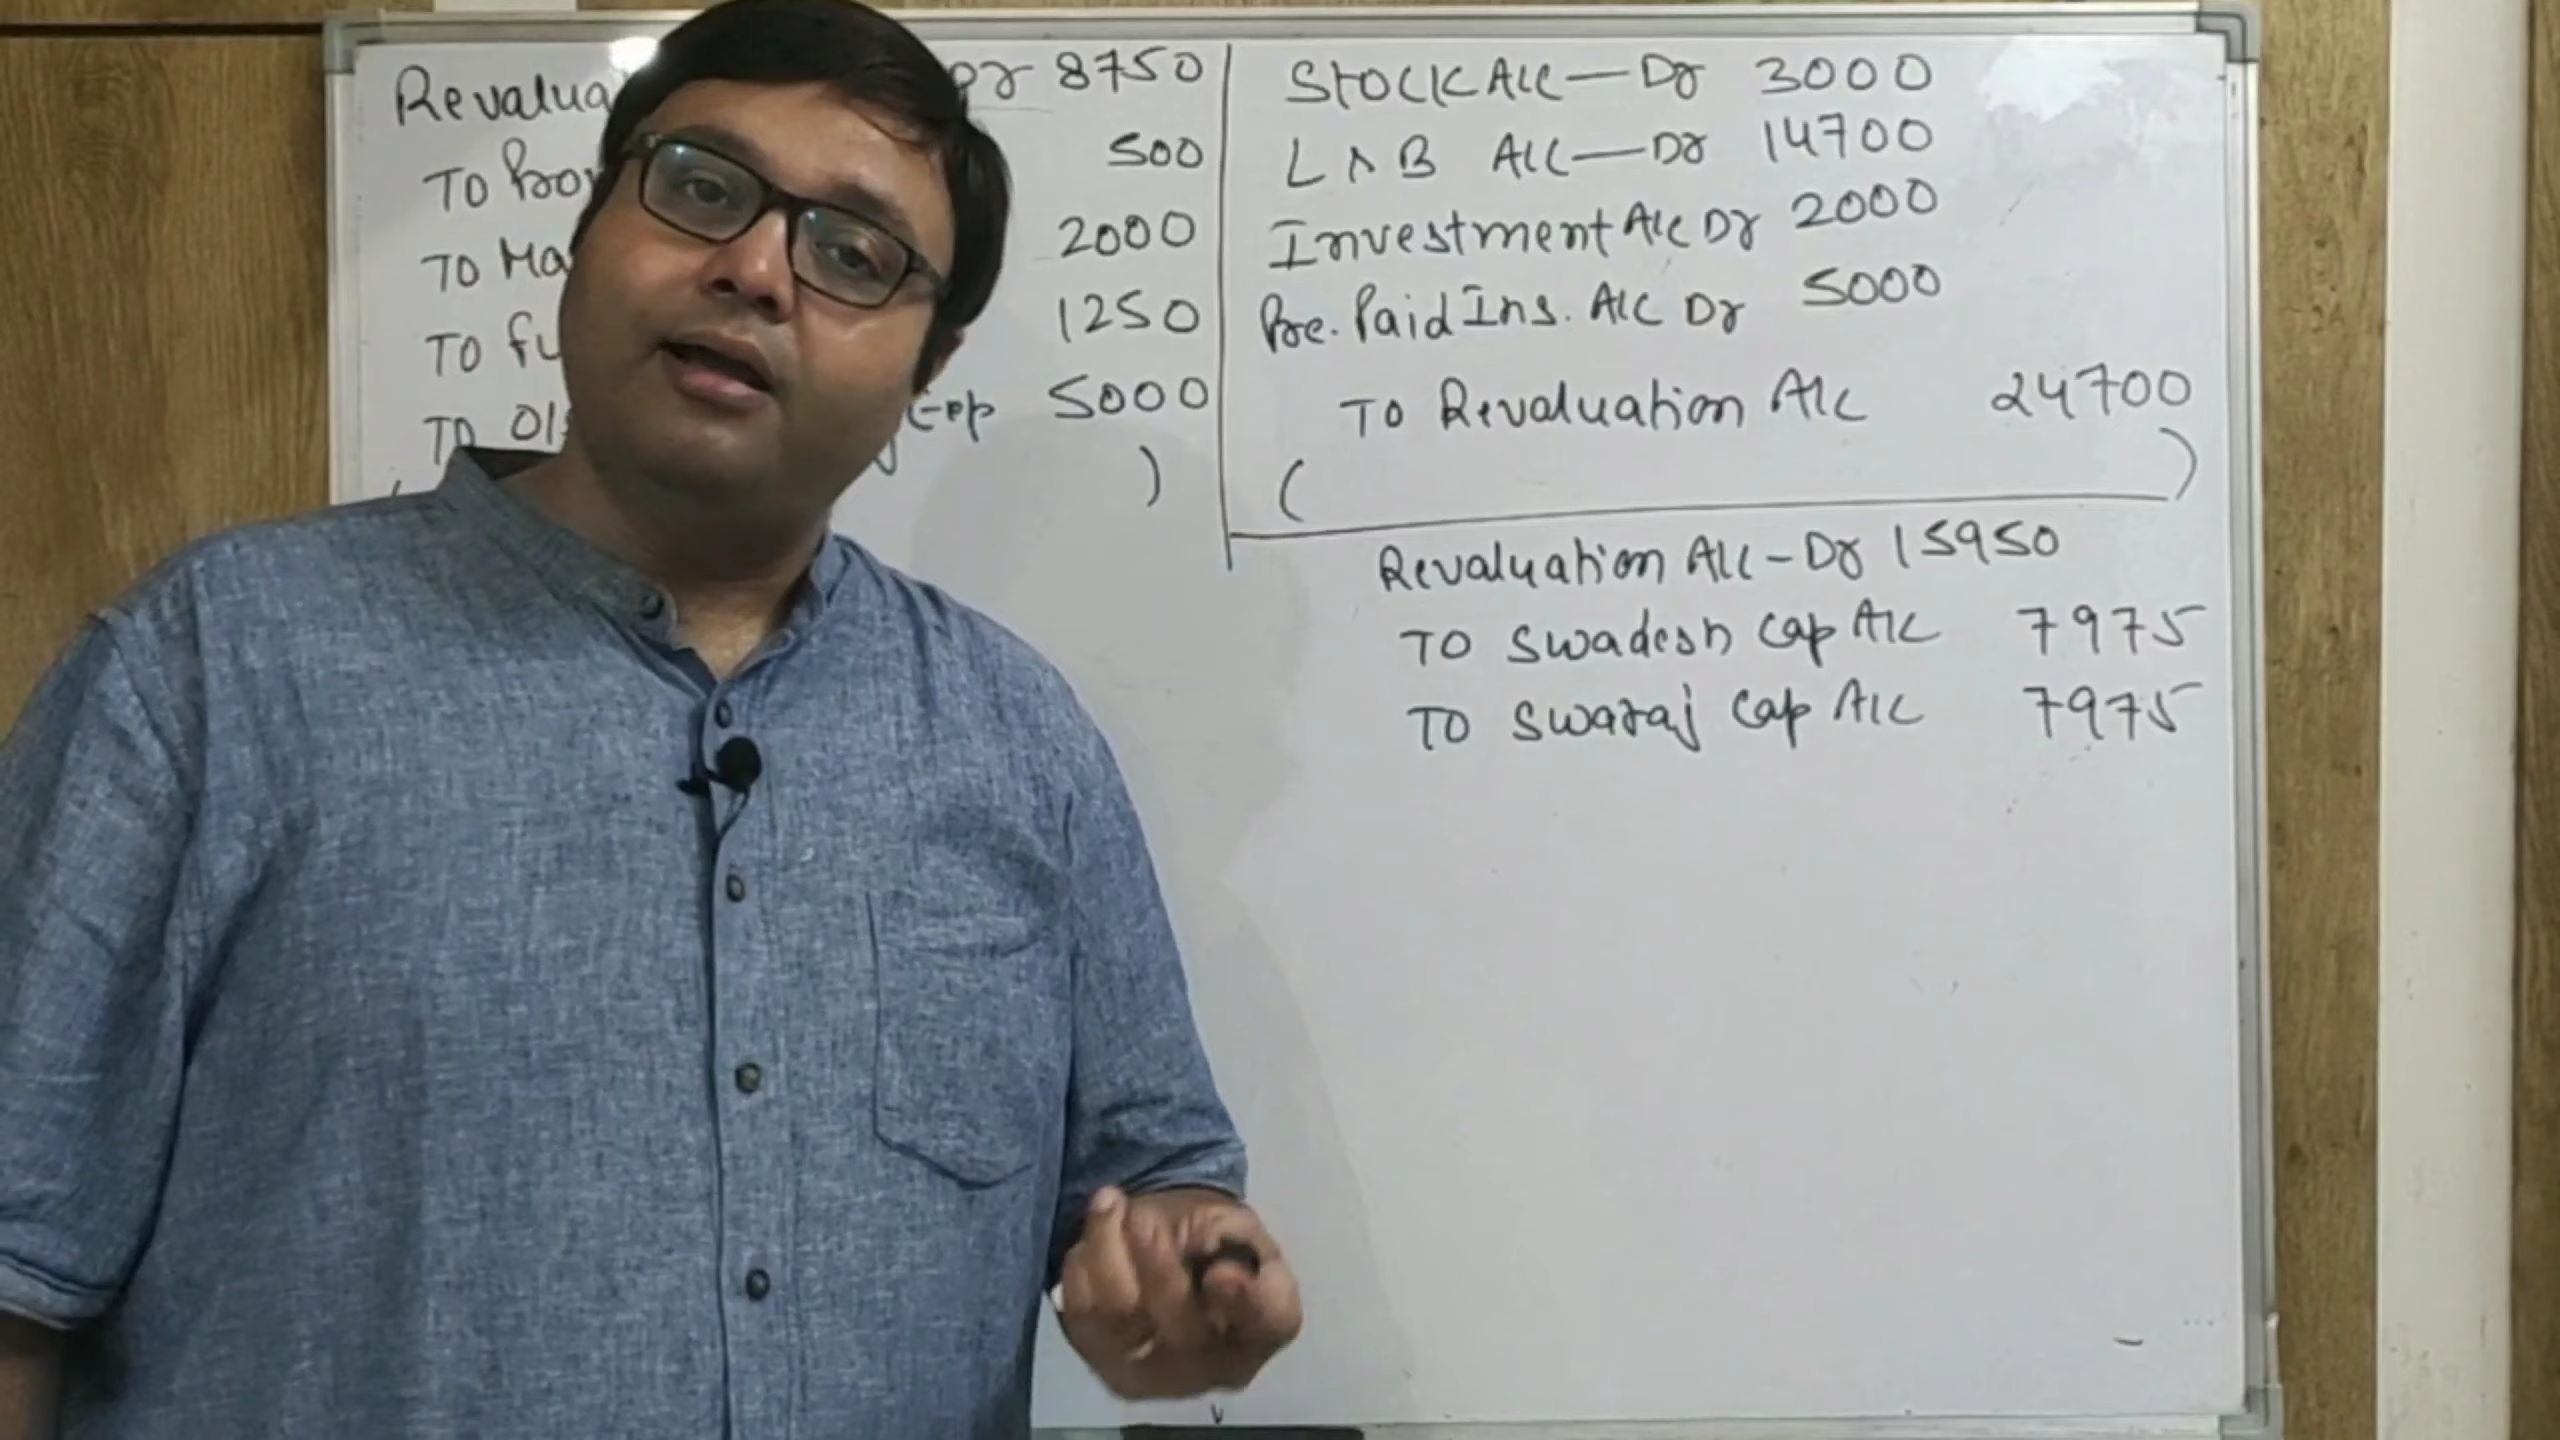 Revalua Dr 8750
To 500
To Ma 2000
To Fu 1250
To O/s Exp 5000
( )
Stock A/c — Dr 3000
L & B A/c — Dr 14700
Investment A/c Dr 2000
Pre. Paid Ins. A/c Dr 5000
To Revaluation A/c 24700
( )
Revaluation A/c - Dr 15950
To Swadesh Cap A/c 7975
To Swaraj Cap A/c 7975